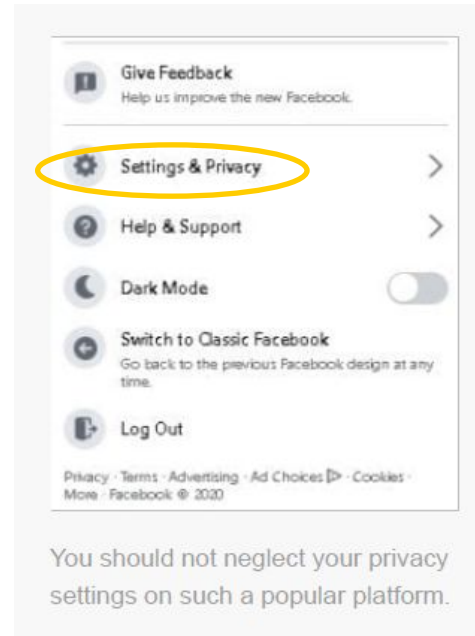 Give Feedback
Help us improve the new Facebook.
Settings & Privacy
Help & Support
Dark Mode
Switch to Classic Facebook
Go back to the previous Facebook design at any
time.
Log Out
Privacy · Terms · Advertising · Ad Choices · Cookies ·
More · Facebook © 2020
You should not neglect your privacy
settings on such a popular platform.